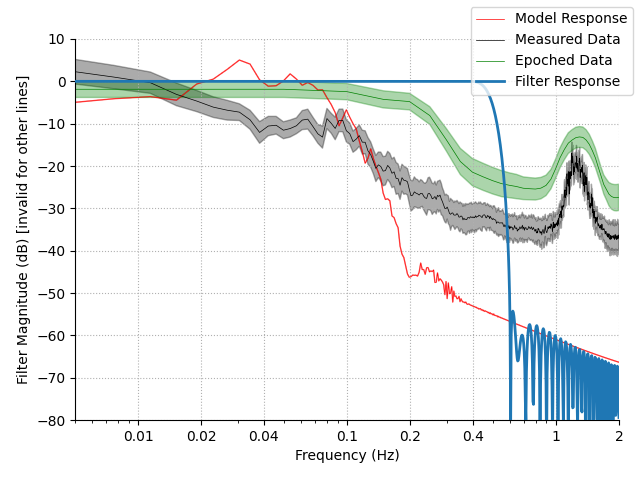 Model Response
Measured Data
Epoched Data
Filter Response
Filter Magnitude (dB) [invalid for other lines]
10
0
−10
−20
−30
−40
−50
−60
−70
−80
0.01 0.02 0.04 0.1 0.2 0.4 1 2
Frequency (Hz)